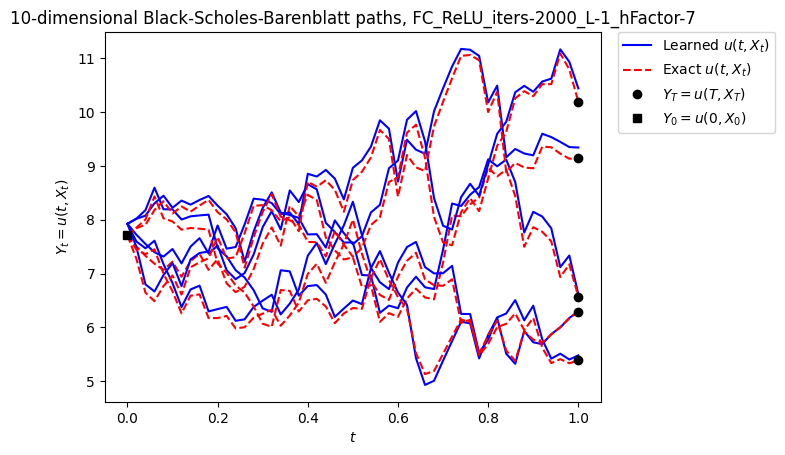 10-dimensional Black-Scholes-Barenblatt paths, FC_ReLU_iters-2000_L-1_hFactor-7
Learned u(t, X_t)
Exact u(t, X_t)
Y_T = u(T, X_T)
Y_0 = u(0, X_0)
Y_t = u(t, X_t)
11
10
9
8
7
6
5
0.0 0.2 0.4 0.6 0.8 1.0
t